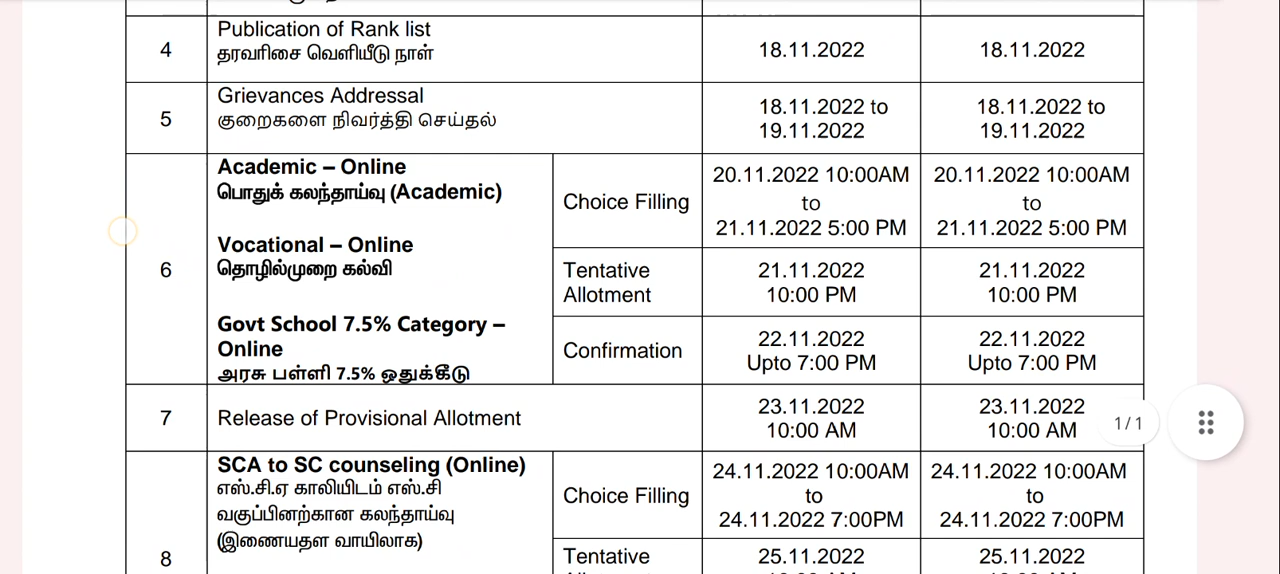 4
Publication of Rank list
தரவரிசை வெளியீடு நாள்
18.11.2022
18.11.2022
5
Grievances Addressal
குறைகளை நிவர்த்தி செய்தல்
18.11.2022 to
19.11.2022
18.11.2022 to
19.11.2022
6
Academic – Online
பொதுக் கலந்தாய்வு (Academic)
Vocational – Online
தொழில்முறை கல்வி
Govt School 7.5% Category –
Online
அரசு பள்ளி 7.5% ஒதுக்கீடு
Choice Filling
20.11.2022 10:00AM
to
21.11.2022 5:00 PM
20.11.2022 10:00AM
to
21.11.2022 5:00 PM
Tentative
Allotment
21.11.2022
10:00 PM
21.11.2022
10:00 PM
Confirmation
22.11.2022
Upto 7:00 PM
22.11.2022
Upto 7:00 PM
7
Release of Provisional Allotment
23.11.2022
10:00 AM
23.11.2022
10:00 AM
1/1
8
SCA to SC counseling (Online)
எஸ்.சி.ஏ காலியிடம் எஸ்.சி
வகுப்பினற்கான கலந்தாய்வு
(இணையதள வாயிலாக)
Choice Filling
24.11.2022 10:00AM
to
24.11.2022 7:00PM
24.11.2022 10:00AM
to
24.11.2022 7:00PM
Tentative
25.11.2022
25.11.2022